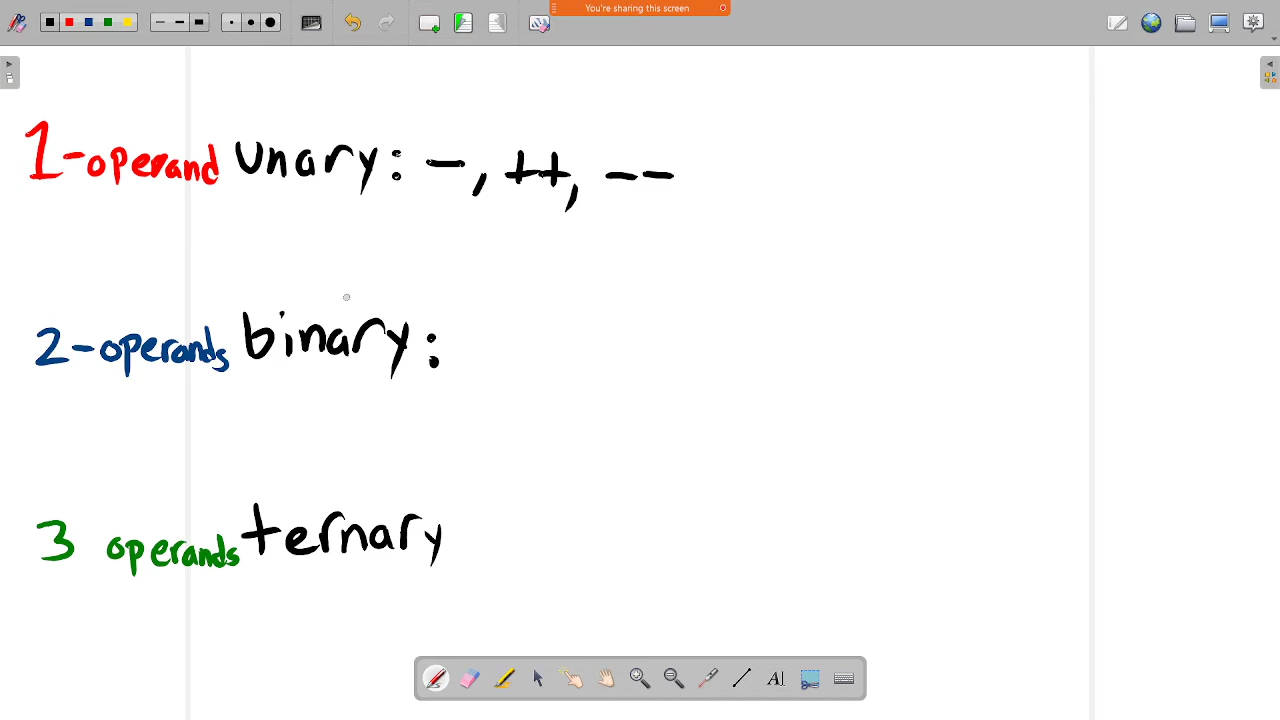 You're sharing this screen
1-operand unary: -, ++, --
2-operands binary:
3 operands ternary